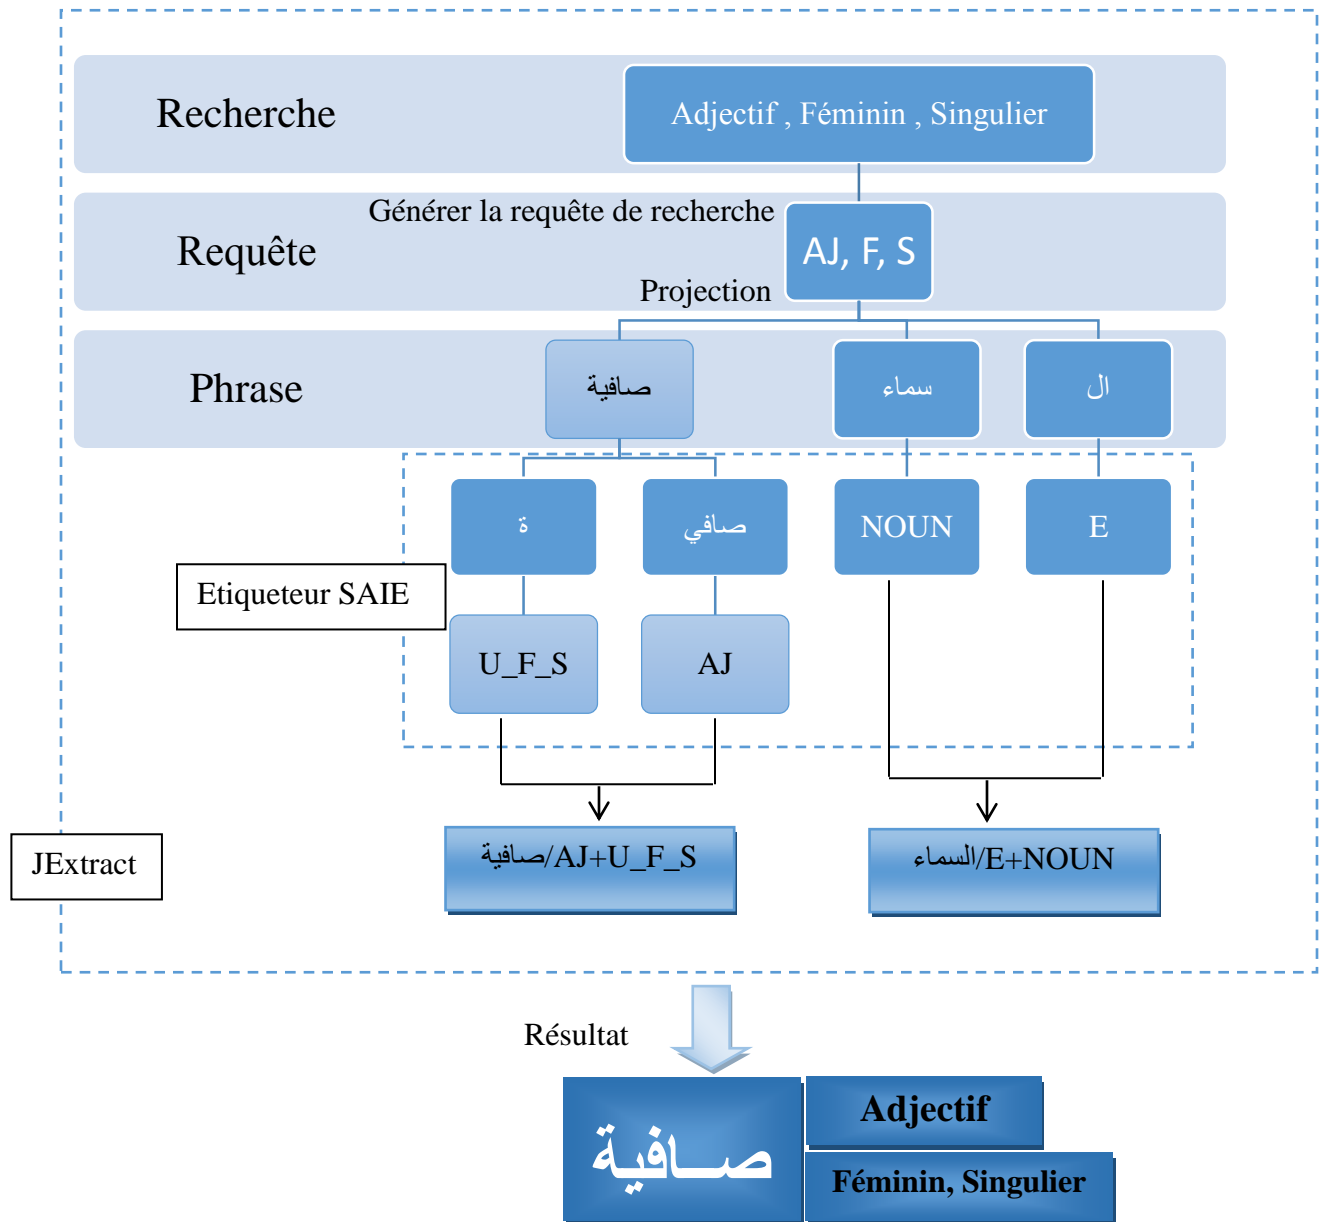 Recherche
Adjectif , Féminin , Singulier
Générer la requête de recherche
Requête
AJ, F, S
Projection
Phrase
صافية
سماء
ال
ة
صافي
NOUN
E
Etiqueteur SAIE
U_F_S
AJ
صافية/AJ+U_F_S
السماء/E+NOUN
JExtract
Résultat
صــافية
Adjectif
Féminin, Singulier